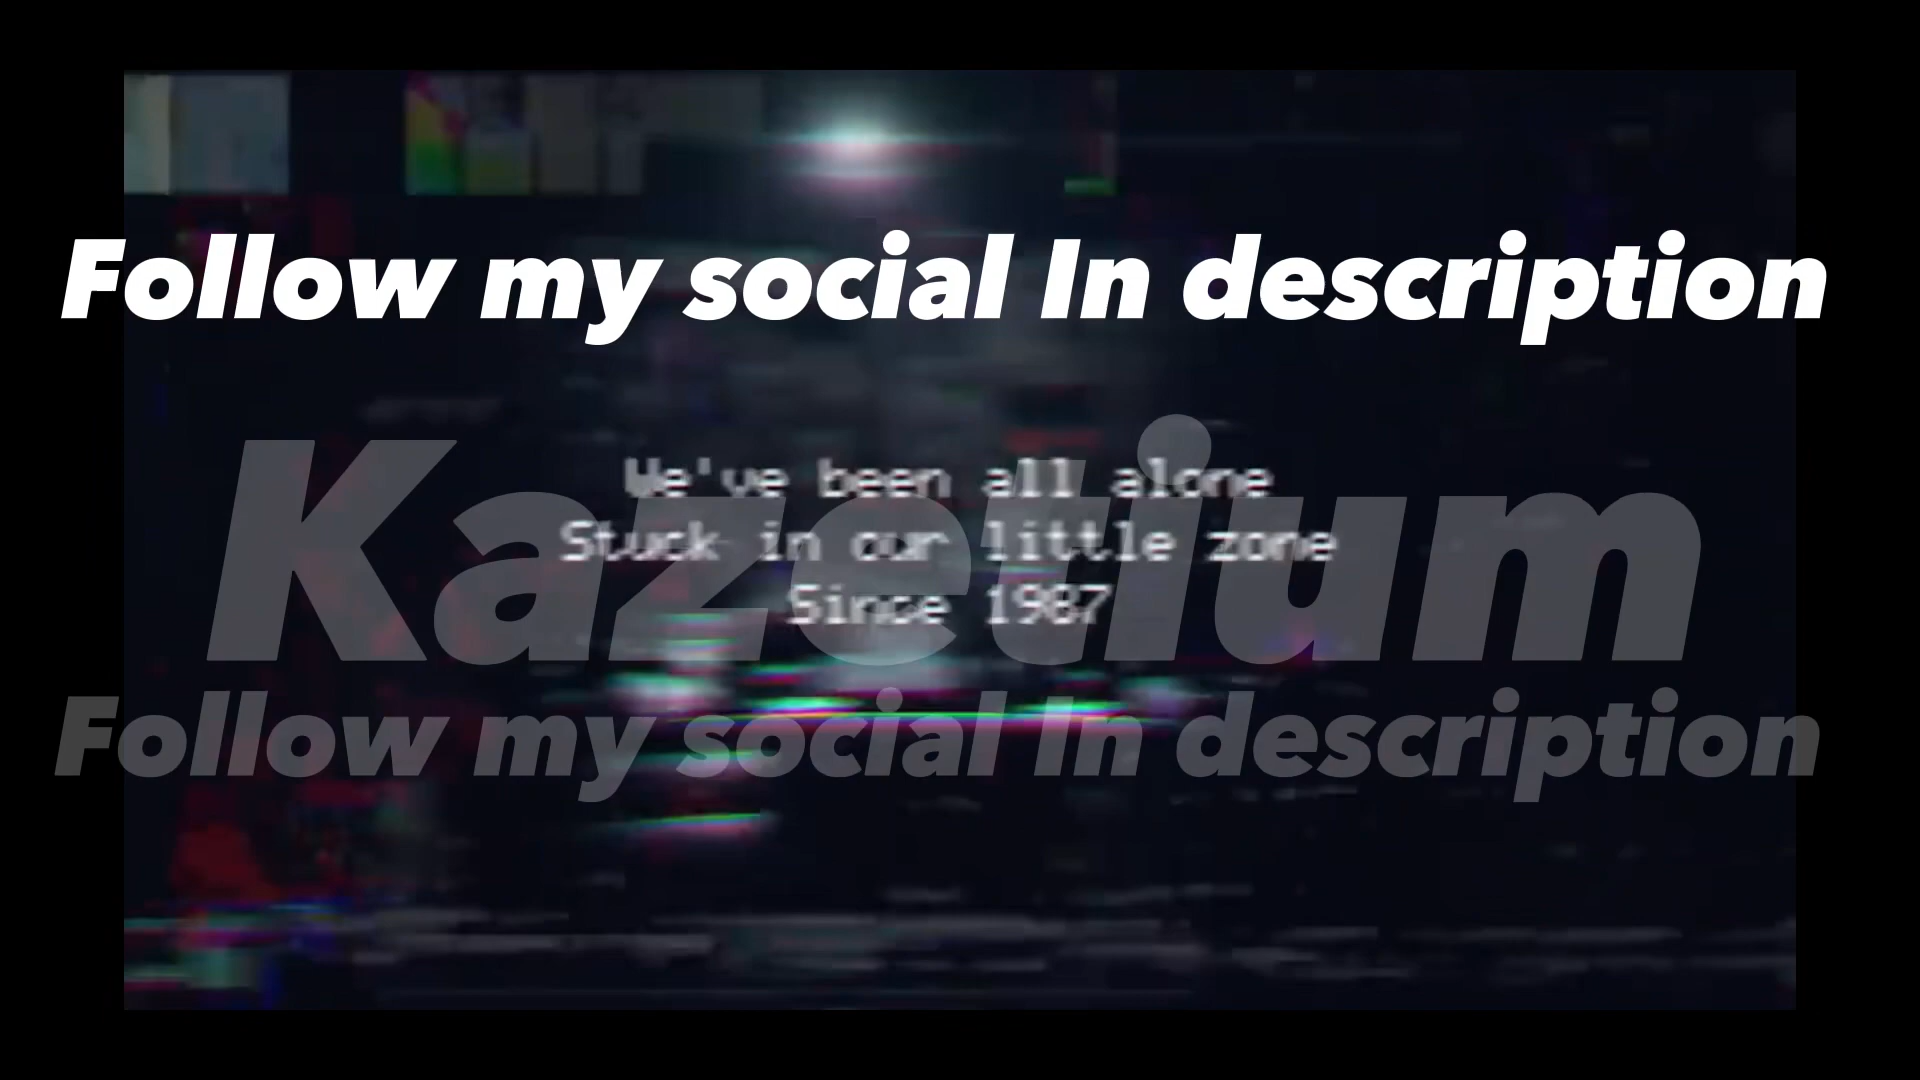 Follow my social In description
Kazetium
We've been all alone
Stuck in our little zone
Since 1987
Follow my social In description